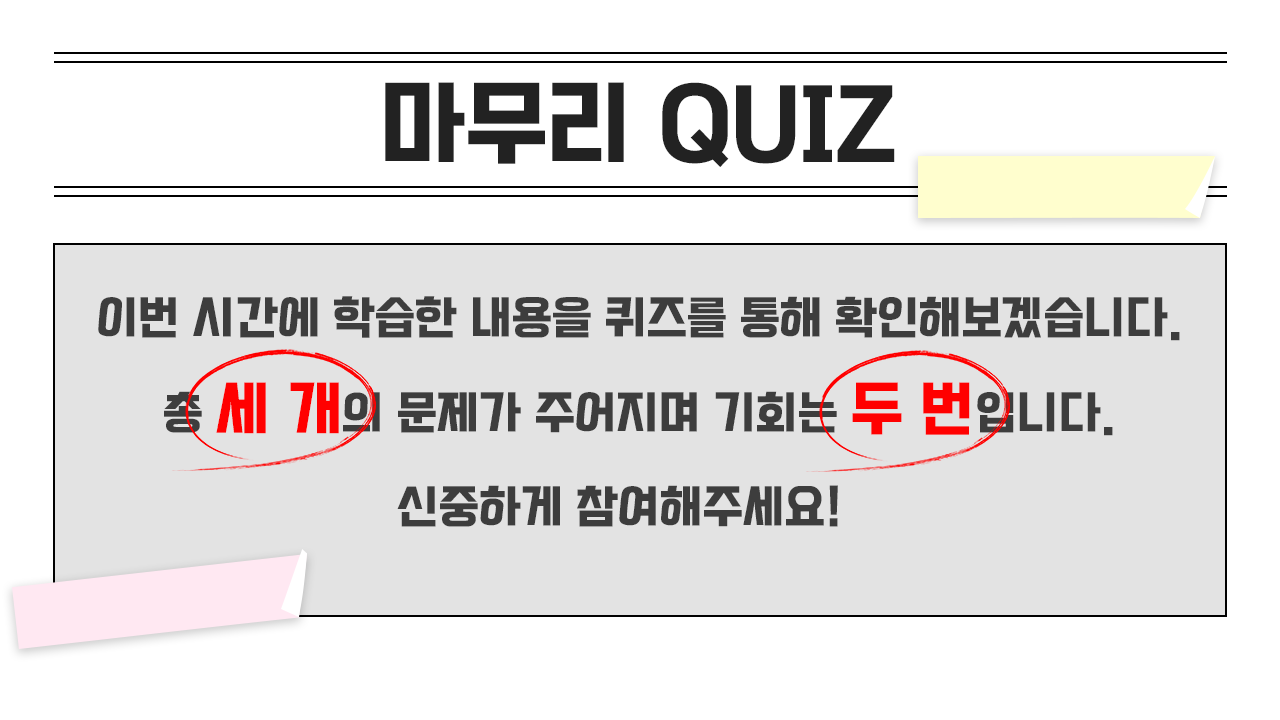 마무리 QUIZ
이번 시간에 학습한 내용을 퀴즈를 통해 확인해보겠습니다.
총 세 개의 문제가 주어지며 기회는 두 번입니다.
신중하게 참여해주세요!